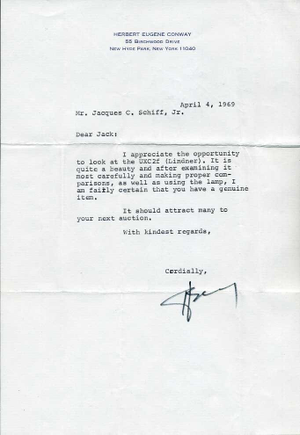 HERBERT EUGENE CONWAY
55 BIRCHWOOD DRIVE
NEW HYDE PARK, NEW YORK 11040
April 4, 1969
Mr. Jacques C. Schiff, Jr.
Dear Jack:
I appreciate the opportunity
to look at the UXC2f (Lindner). It is
quite a beauty and after examining it
most carefully and making proper com-
parisons, as well as using the lamp, I
am faifly certain that you have a genuine
item.
It should attract many to
your next auction.
With kindest regards,
Cordially,